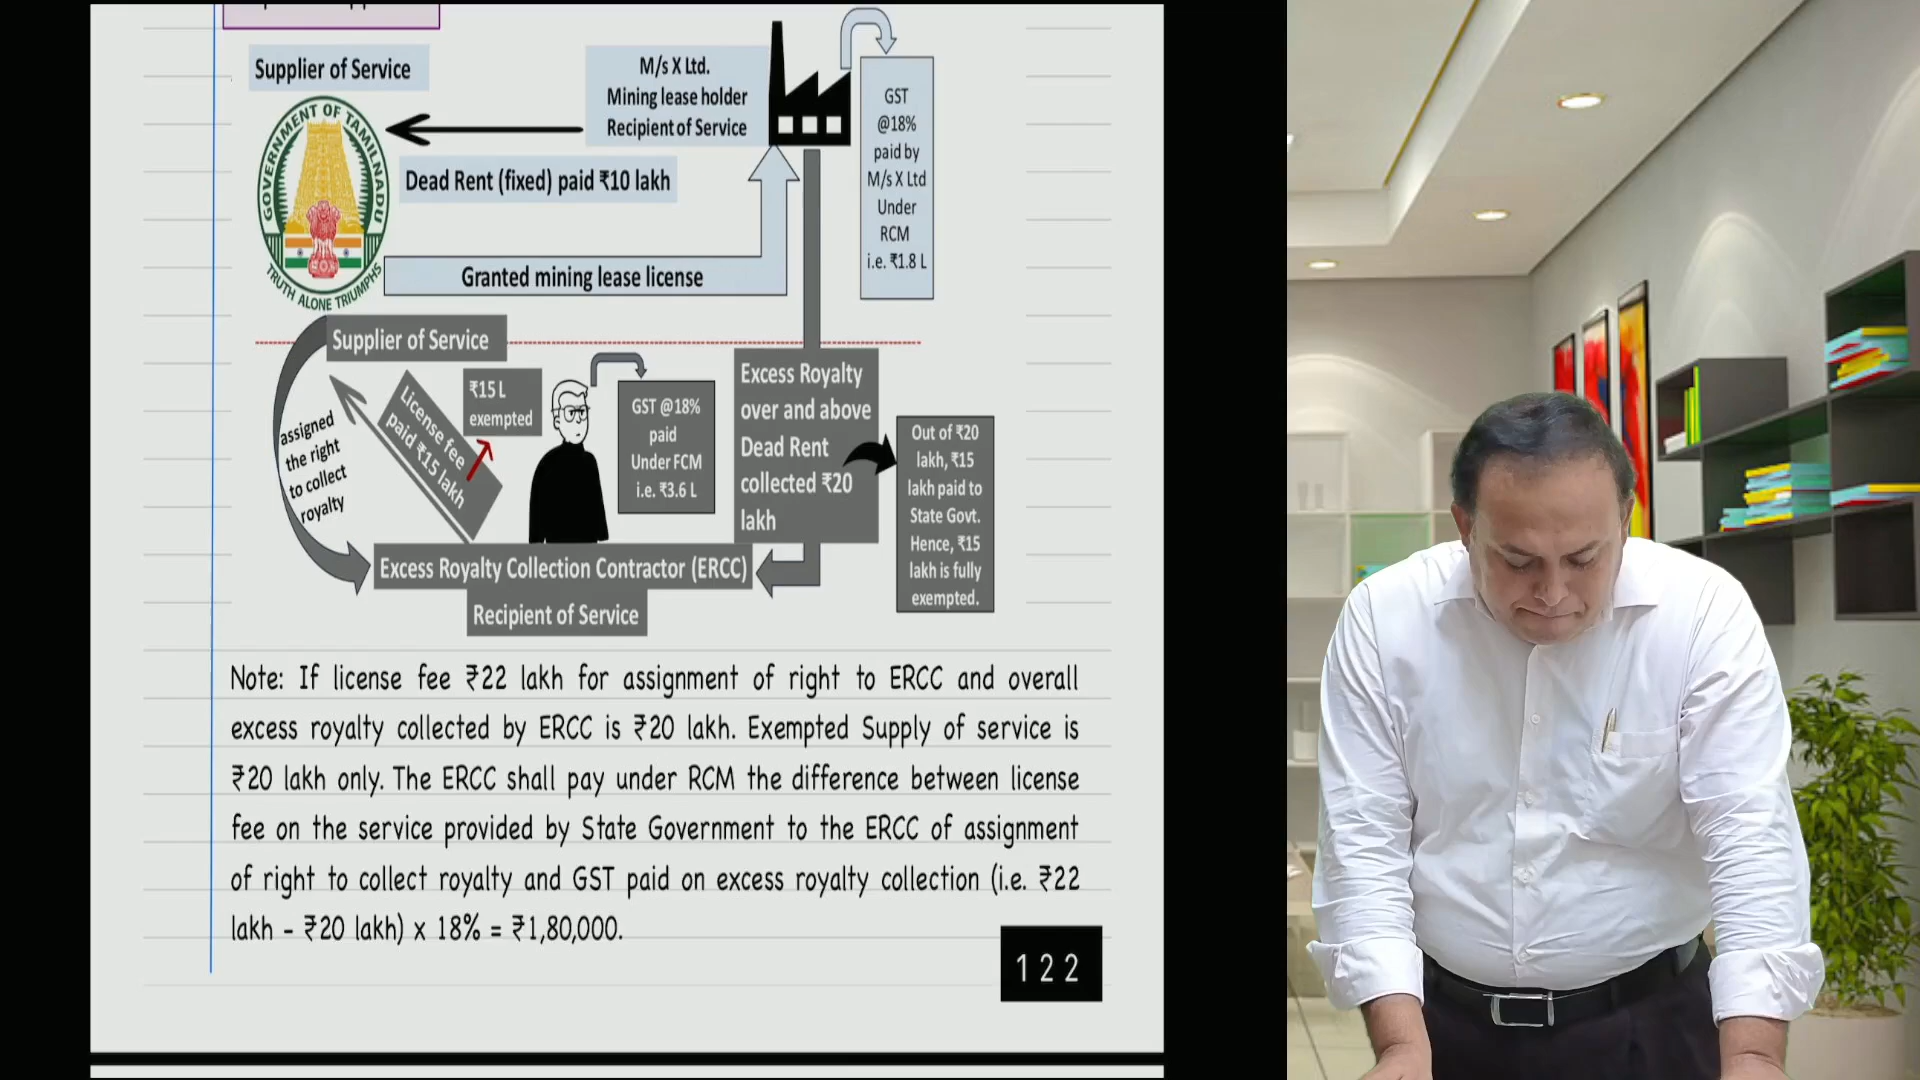 Supplier of Service
GOVERNMENT OF TAMILNADU
TRUTH ALONE TRIUMPHS
M/s X Ltd.
Mining lease holder
Recipient of Service
GST
@18%
paid by
M/s X Ltd
Under
RCM
i.e. ₹1.8 L
Dead Rent (fixed) paid ₹10 lakh
Granted mining lease license
Supplier of Service
assigned
the right
to collect
royalty
License fee
paid ₹15 lakh
₹15 L
exempted
GST @18%
paid
Under FCM
i.e. ₹3.6 L
Excess Royalty
over and above
Dead Rent
collected ₹20
lakh
Out of ₹20
lakh, ₹15
lakh paid to
State Govt.
Hence, ₹15
lakh is fully
exempted.
Excess Royalty Collection Contractor (ERCC)
Recipient of Service
Note: If license fee ₹22 lakh for assignment of right to ERCC and overall
excess royalty collected by ERCC is ₹20 lakh. Exempted Supply of service is
₹20 lakh only. The ERCC shall pay under RCM the difference between license
fee on the service provided by State Government to the ERCC of assignment
of right to collect royalty and GST paid on excess royalty collection (i.e. ₹22
lakh - ₹20 lakh) x 18% = ₹1,80,000.
122